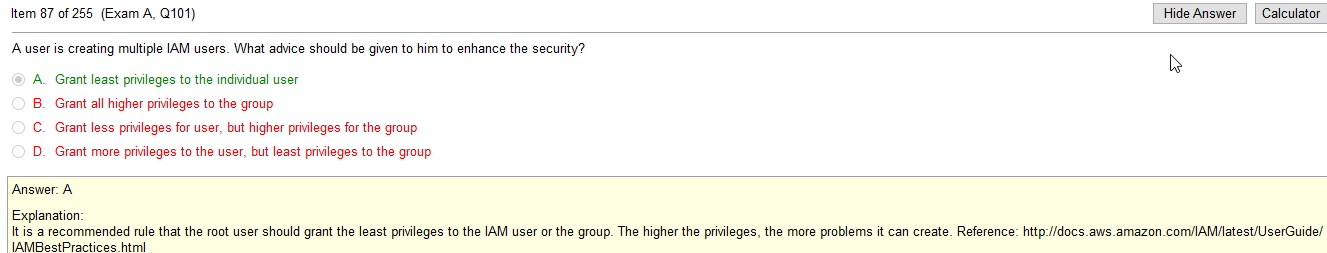 Item 87 of 255 (Exam A, Q101)
Hide Answer
Calculator
A user is creating multiple IAM users. What advice should be given to him to enhance the security?
A. Grant least privileges to the individual user
B. Grant all higher privileges to the group
C. Grant less privileges for user, but higher privileges for the group
D. Grant more privileges to the user, but least privileges to the group
Answer: A
Explanation:
It is a recommended rule that the root user should grant the least privileges to the IAM user or the group. The higher the privileges, the more problems it can create. Reference: http://docs.aws.amazon.com/IAM/latest/UserGuide/
IAMBestPractices.html